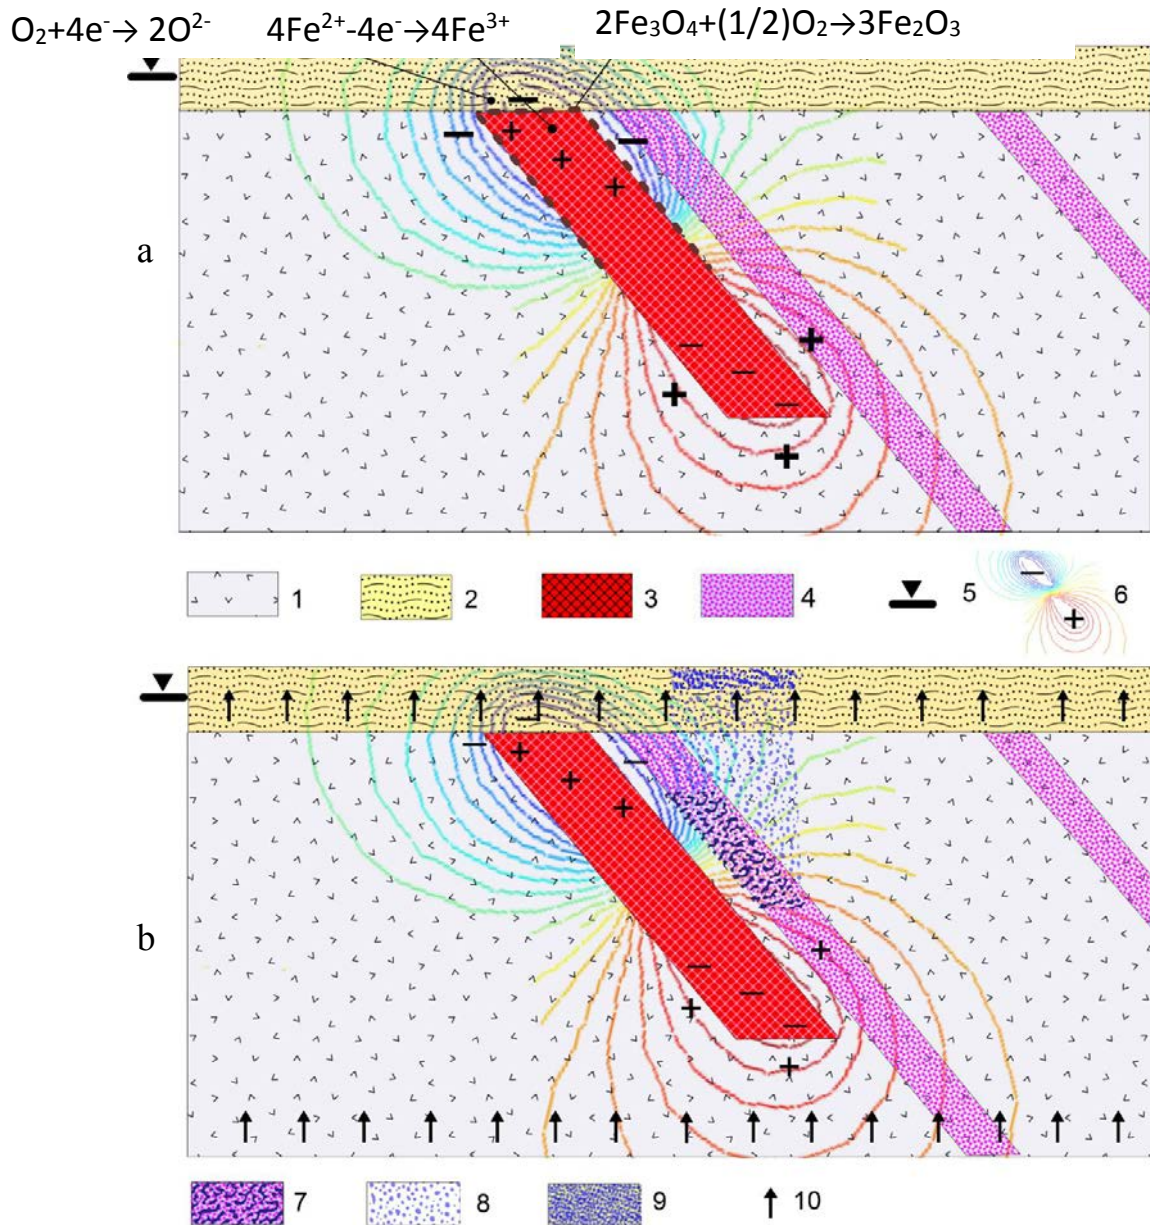 O₂+4e⁻→ 2O²⁻ 4Fe²⁺-4e⁻→4Fe³⁺ 2Fe₃O₄+(1/2)O₂→3Fe₂O₃
a
1 2 3 4 5 6
b
7 8 9 10